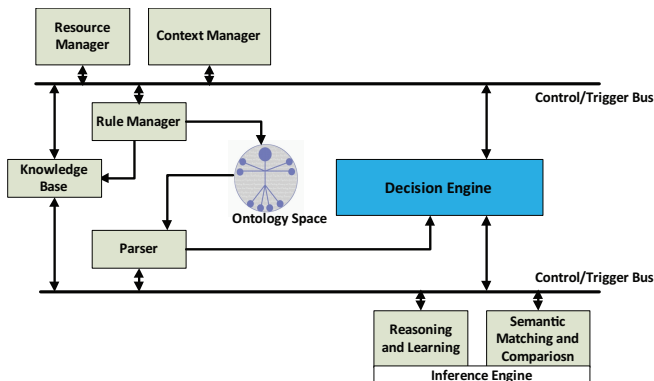 Resource
Manager
Context Manager
Control/Trigger Bus
Rule Manager
Knowledge
Base
Ontology Space
Decision Engine
Parser
Control/Trigger Bus
Reasoning
and Learning
Semantic
Matching and
Compariosn
Inference Engine